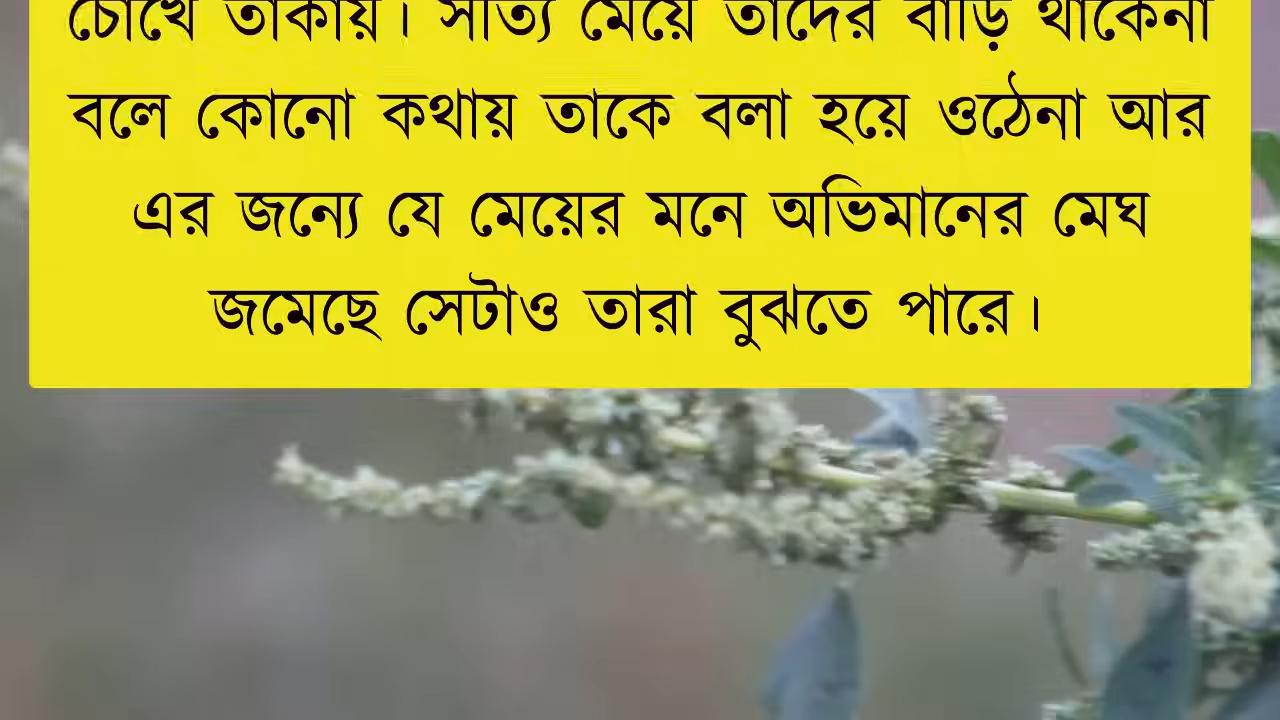 চোখে তাকায়। সত্যি মেয়ে তাদের বাড়ি থাকেনা
বলে কোনো কথায় তাকে বলা হয়ে ওঠেনা আর
এর জন্যে যে মেয়ের মনে অভিমানের মেঘ
জমেছে সেটাও তারা বুঝতে পারে।